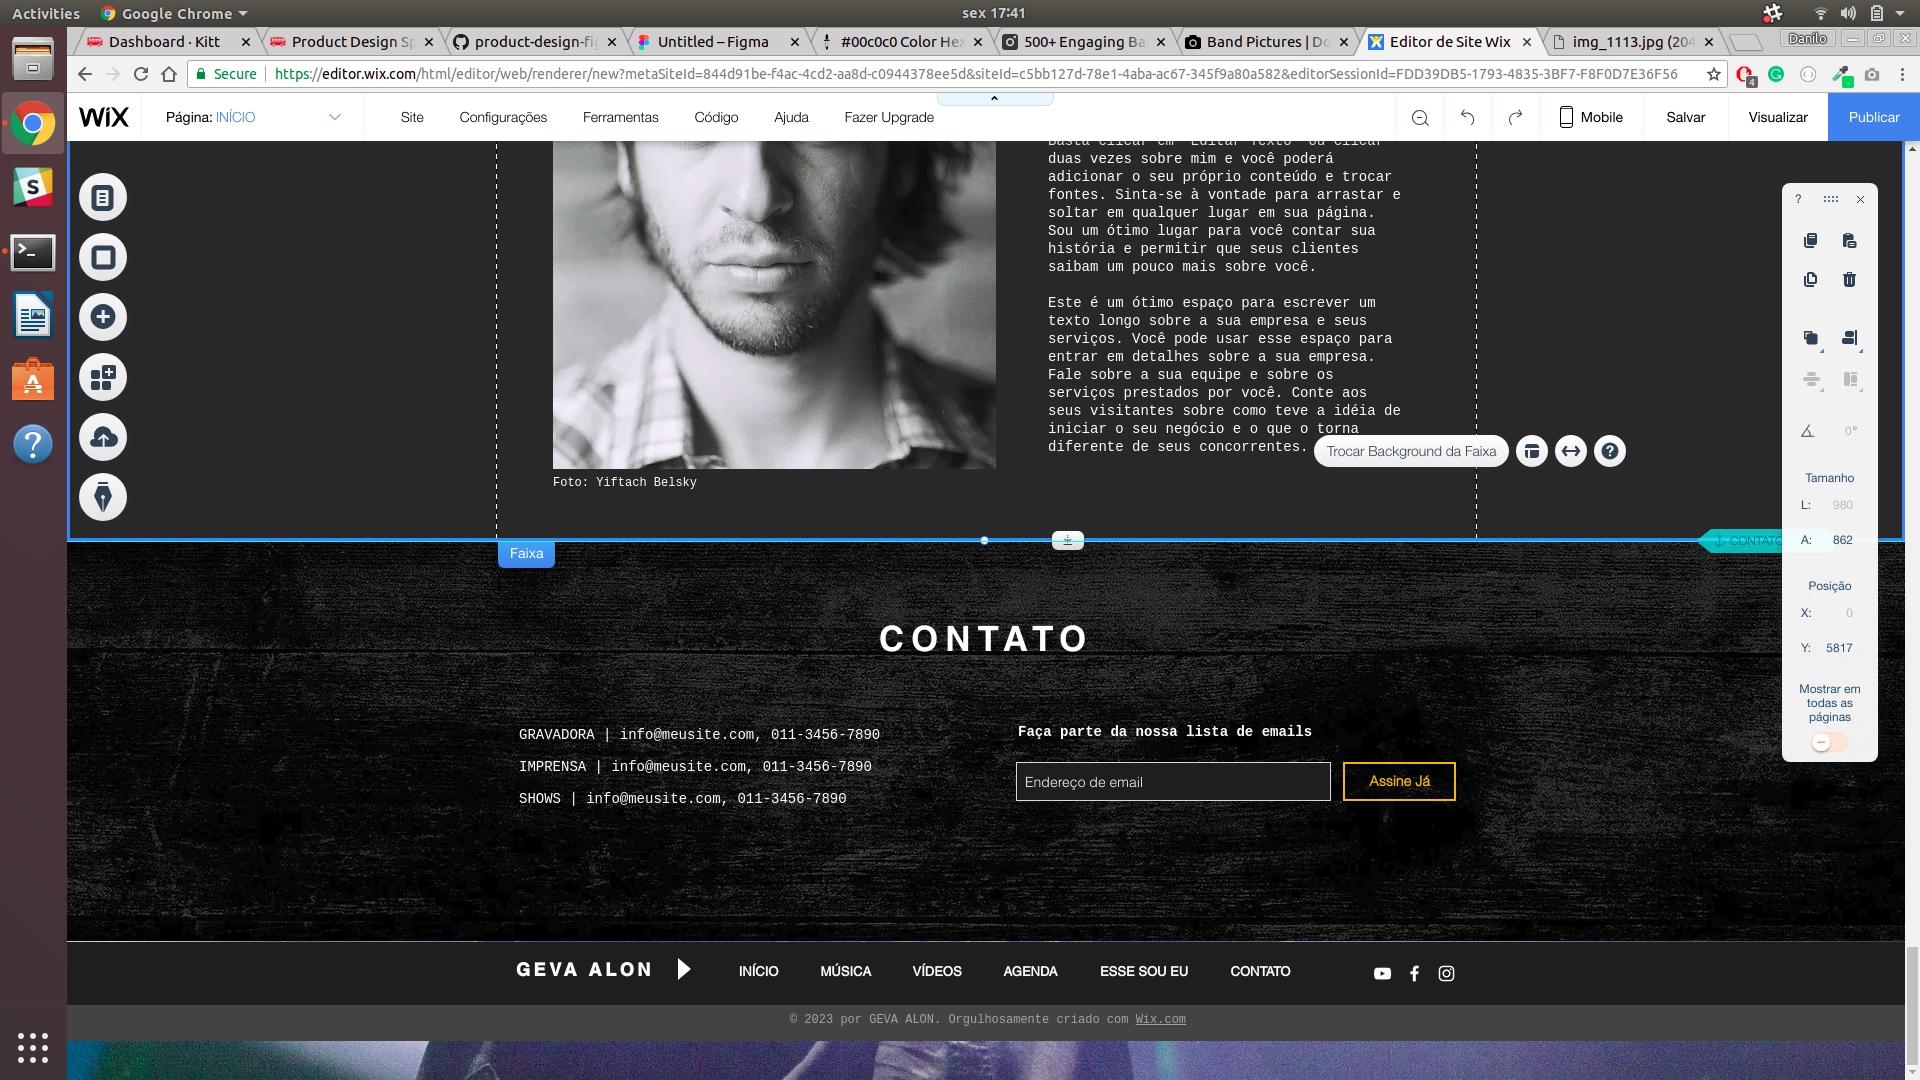 Activities
Google Chrome
sex 17:41
Dashboard · Kitt
Product Design Sp
product-design-fig
Untitled – Figma
#00c0c0 Color Hex
500+ Engaging Ba
Band Pictures | Do
Editor de Site Wix
img_1113.jpg (204
Danilo
Secure
https://editor.wix.com/html/editor/web/renderer/new?metaSiteId=844d91be-f4ac-4cd2-aa8d-c0944378ee5d&siteId=c5bb127d-78e1-4aba-ac67-345f9a80a582&editorSessionId=FDD39DB5-1793-4835-3BF7-F8F0D7E36F56
4
WiX
Página: INÍCIO
Site
Configurações
Ferramentas
Código
Ajuda
Fazer Upgrade
Mobile
Salvar
Visualizar
Publicar
Basta clicar em "Editar Texto" ou clicar
duas vezes sobre mim e você poderá
adicionar o seu próprio conteúdo e trocar
fontes. Sinta-se à vontade para arrastar e
soltar em qualquer lugar em sua página.
Sou um ótimo lugar para você contar sua
história e permitir que seus clientes
saibam um pouco mais sobre você.
Este é um ótimo espaço para escrever um
texto longo sobre a sua empresa e seus
serviços. Você pode usar esse espaço para
entrar em detalhes sobre a sua empresa.
Fale sobre a sua equipe e sobre os
serviços prestados por você. Conte aos
seus visitantes sobre como teve a idéia de
iniciar o seu negócio e o que o torna
diferente de seus concorrentes.
Trocar Background da Faixa
?
Foto: Yiftach Belsky
Faixa
CONTATO
?
0°
Tamanho
L: 980
A: 862
Posição
X: 0
Y: 5817
Mostrar em
todas as
páginas
CONTATO
GRAVADORA | info@meusite.com, 011-3456-7890
IMPRENSA | info@meusite.com, 011-3456-7890
SHOWS | info@meusite.com, 011-3456-7890
Faça parte da nossa lista de emails
Endereço de email
Assine Já
GEVA ALON
INÍCIO
MÚSICA
VÍDEOS
AGENDA
ESSE SOU EU
CONTATO
© 2023 por GEVA ALON. Orgulhosamente criado com Wix.com